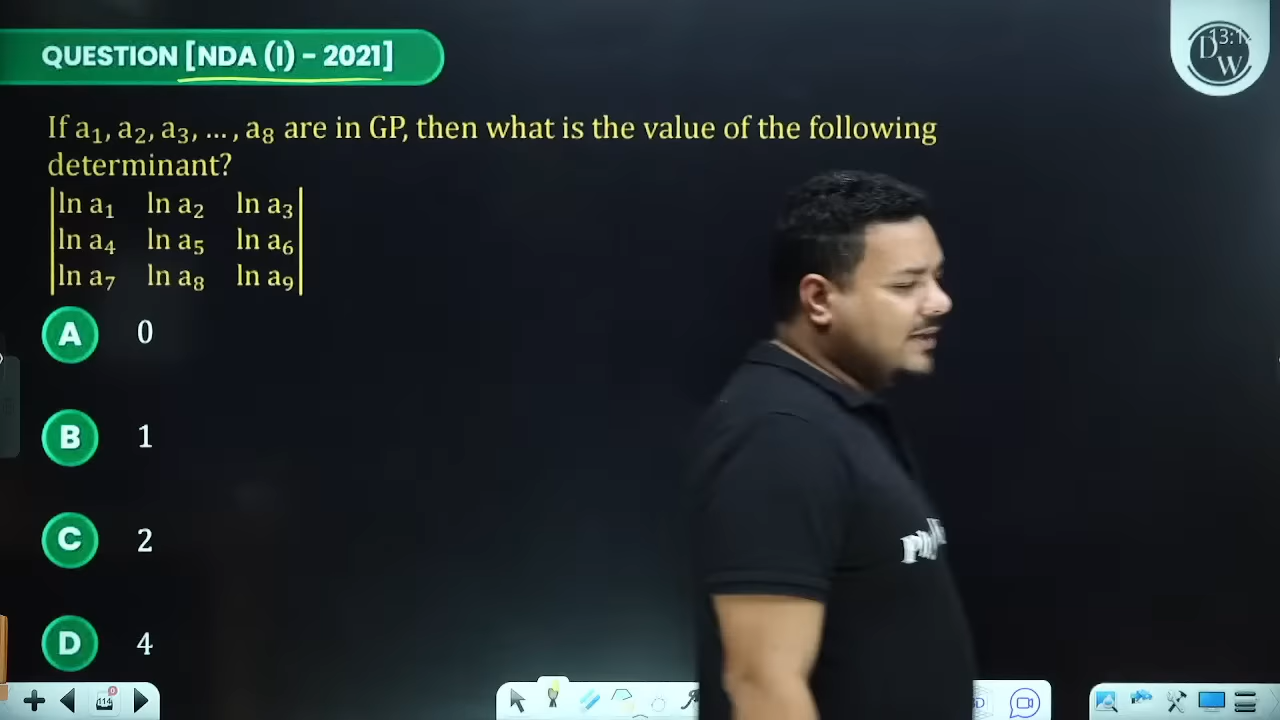 QUESTION [NDA (I) - 2021]
If a₁, a₂, a₃, ... , a₈ are in GP, then what is the value of the following
determinant?
ln a₁ ln a₂ ln a₃
ln a₄ ln a₅ ln a₆
ln a₇ ln a₈ ln a₉
A 0
B 1
C 2
D 4
114